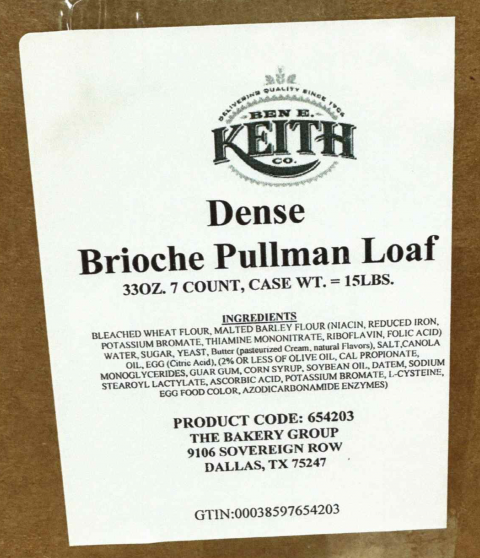 DELIVERING QUALITY SINCE 1906
BEN E.
KEITH
CO.
Dense
Brioche Pullman Loaf
33OZ. 7 COUNT, CASE WT. = 15LBS.
INGREDIENTS
BLEACHED WHEAT FLOUR, MALTED BARLEY FLOUR (NIACIN, REDUCED IRON,
POTASSIUM BROMATE, THIAMINE MONONITRATE, RIBOFLAVIN, FOLIC ACID)
WATER, SUGAR, YEAST, Butter (pasteurized Cream, natural Flavors), SALT,CANOLA
OIL, EGG (Citric Acid), (2% OR LESS OF OLIVE OIL, CAL PROPIONATE,
MONOGLYCERIDES, GUAR GUM, CORN SYRUP, SOYBEAN OIL, DATEM, SODIUM
STEAROYL LACTYLATE, ASCORBIC ACID, POTASSIUM BROMATE, L-CYSTEINE,
EGG FOOD COLOR, AZODICARBONAMIDE ENZYMES)
PRODUCT CODE: 654203
THE BAKERY GROUP
9106 SOVEREIGN ROW
DALLAS, TX 75247
GTIN:00038597654203